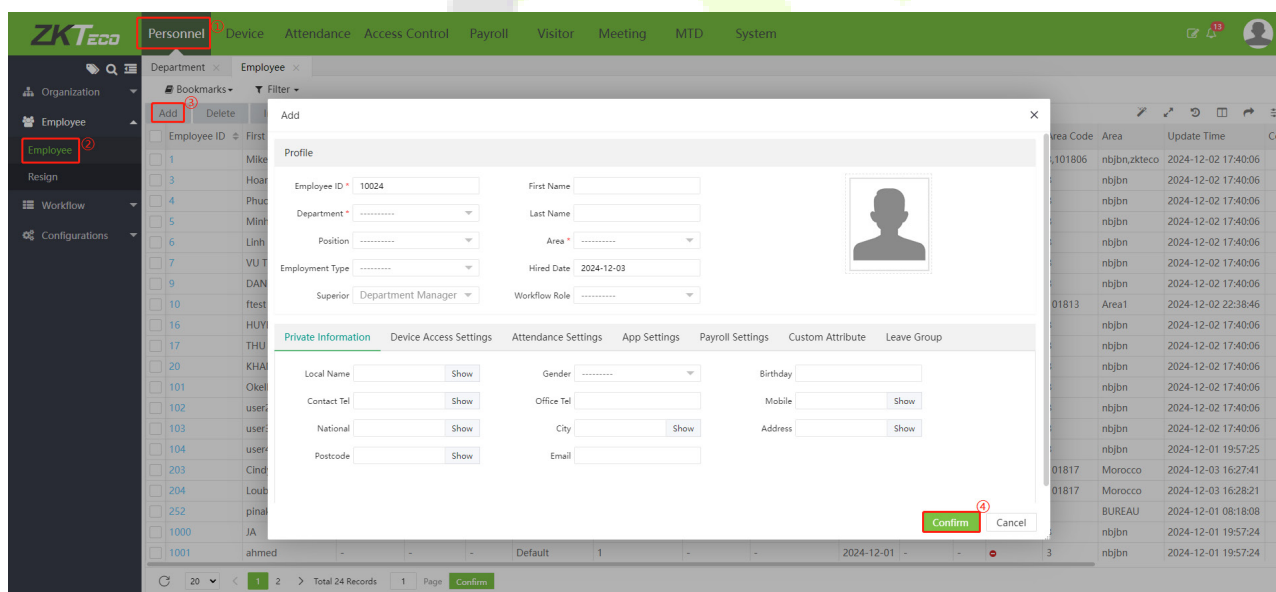 ZKTECO Personnel ① Device Attendance Access Control Payroll Visitor Meeting MTD System 13
Department × Employee ×
Bookmarks Filter
Organization
Employee
Employee ②
Resign
Workflow
Configurations
Add ③ Delete
Employee ID First Area Code Area Update Time
1 Mike ,101806 nbjbn,zkteco 2024-12-02 17:40:06
3 Hoar nbjbn 2024-12-02 17:40:06
4 Phuc nbjbn 2024-12-02 17:40:06
5 Minh nbjbn 2024-12-02 17:40:06
6 Linh nbjbn 2024-12-02 17:40:06
7 VU T nbjbn 2024-12-02 17:40:06
9 DAN nbjbn 2024-12-02 17:40:06
10 ftest 01813 Area1 2024-12-02 22:38:46
16 HUYI nbjbn 2024-12-02 17:40:06
17 THU nbjbn 2024-12-02 17:40:06
20 KHAI nbjbn 2024-12-02 17:40:06
101 Okell nbjbn 2024-12-02 17:40:06
102 user2 nbjbn 2024-12-02 17:40:06
103 user3 nbjbn 2024-12-02 17:40:06
104 user4 nbjbn 2024-12-01 19:57:25
203 Cind 01817 Morocco 2024-12-03 16:27:41
204 Loub 01817 Morocco 2024-12-03 16:28:21
252 pinal BUREAU 2024-12-01 08:18:08
1000 JA nbjbn 2024-12-01 19:57:24
1001 ahmed - - - Default 1 - - 2024-12-01 - - 3 nbjbn 2024-12-01 19:57:24
20 < 1 2 > Total 24 Records 1 Page Confirm
Add ×
Profile
Employee ID * 10024 First Name
Department * ---------- Last Name
Position ---------- Area * ----------
Employment Type --------- Hired Date 2024-12-03
Superior Department Manager Workflow Role ----------
Private Information Device Access Settings Attendance Settings App Settings Payroll Settings Custom Attribute Leave Group
Local Name Show Gender --------- Birthday
Contact Tel Show Office Tel Mobile Show
National Show City Show Address Show
Postcode Show Email
④
Confirm Cancel